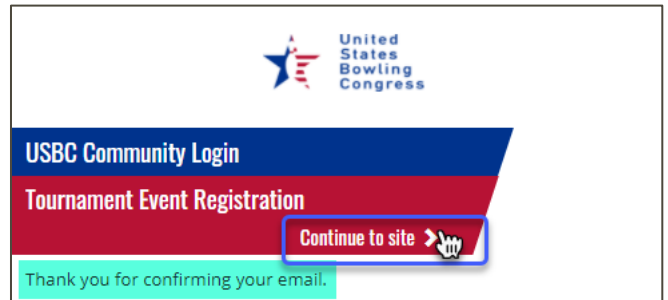 United
States
Bowling
Congress
USBC Community Login
Tournament Event Registration
Continue to site
Thank you for confirming your email.